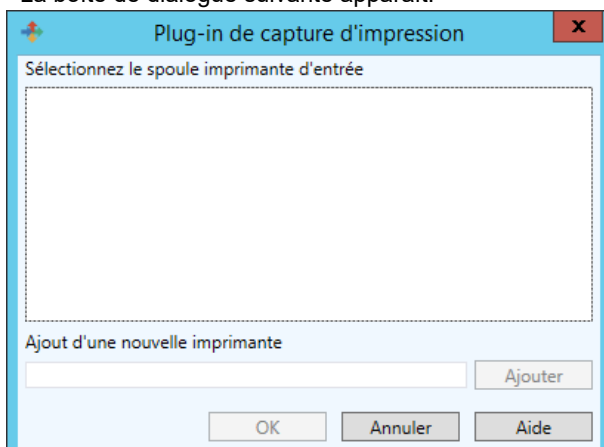 La boîte de dialogue suivante apparaît.
Plug-in de capture d'impression
x
Sélectionnez le spoule imprimante d'entrée
Ajout d'une nouvelle imprimante
Ajouter
OK Annuler Aide